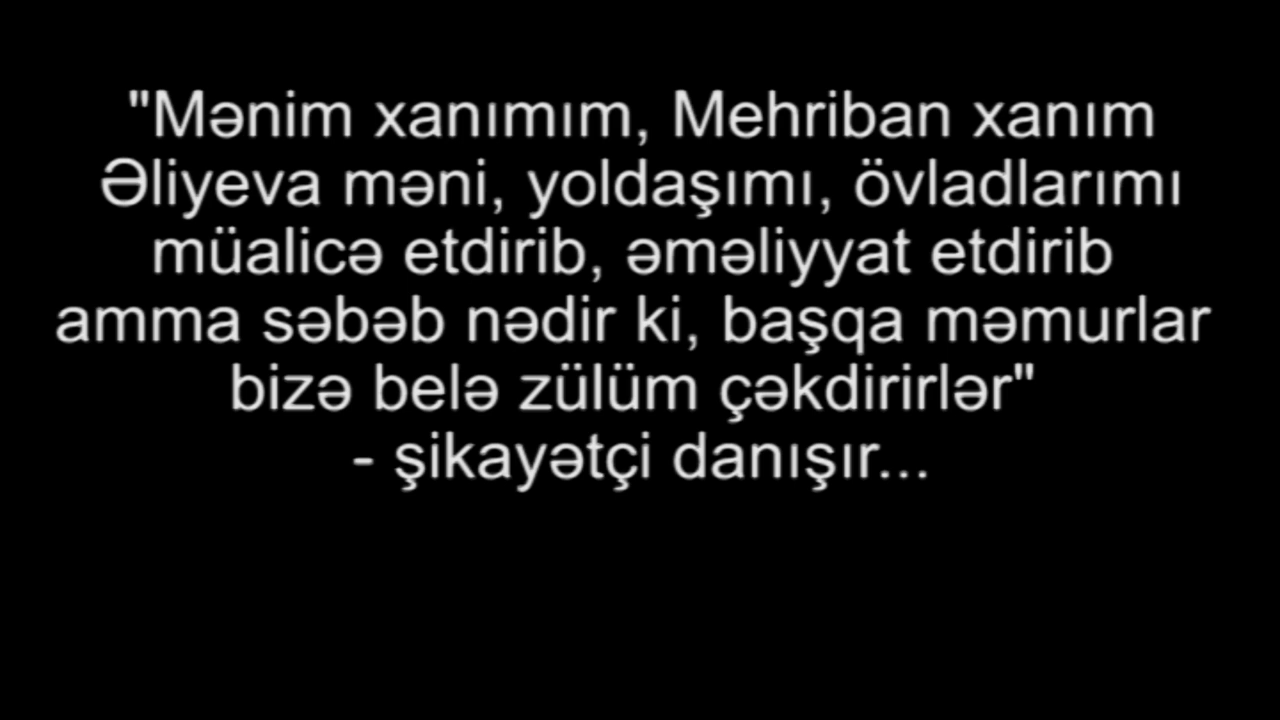 "Mənim xanımım, Mehriban xanım
Əliyeva məni, yoldaşımı, övladlarımı
müalicə etdirib, əməliyyat etdirib
amma səbəb nədir ki, başqa məmurlar
bizə belə zülüm çəkdirirlər"
- şikayətçi danışır...